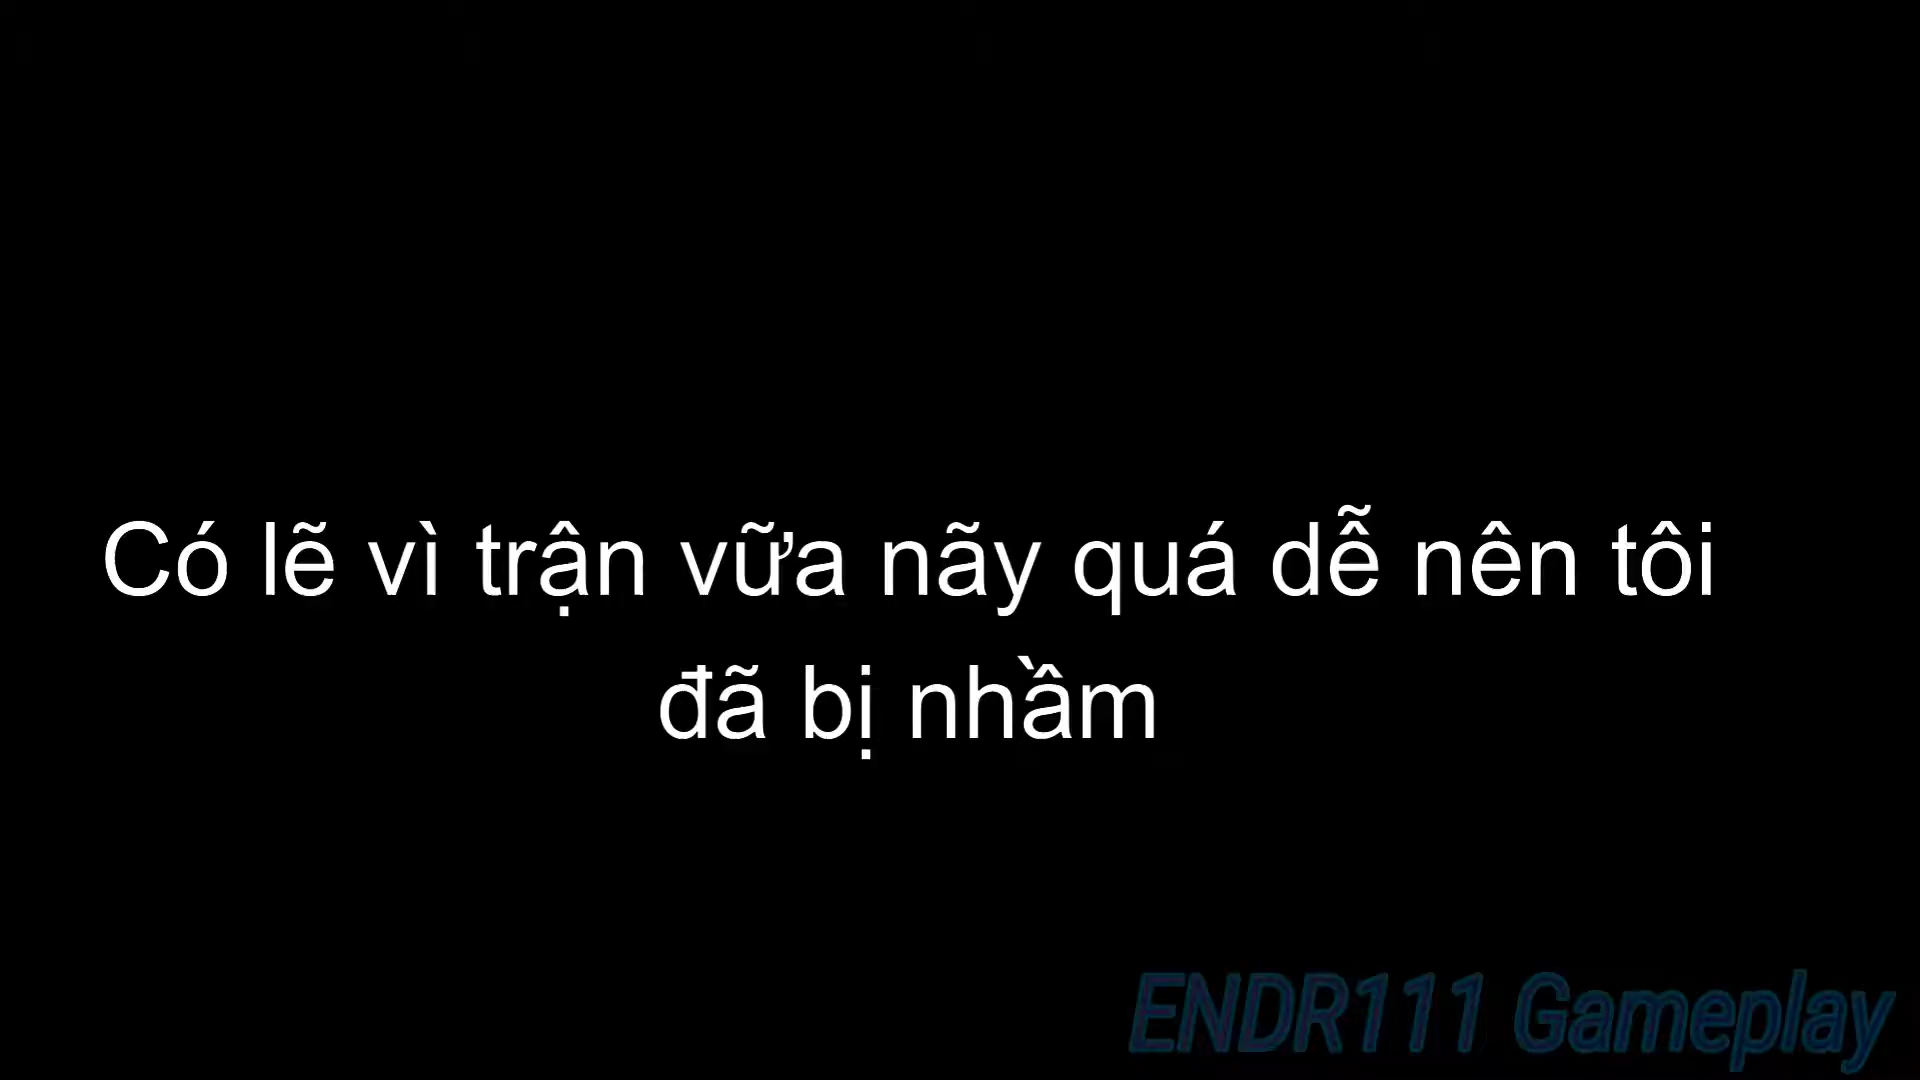 Có lẽ vì trận vữa nãy quá dễ nên tôi
đã bị nhầm
ENDR111 Gameplay